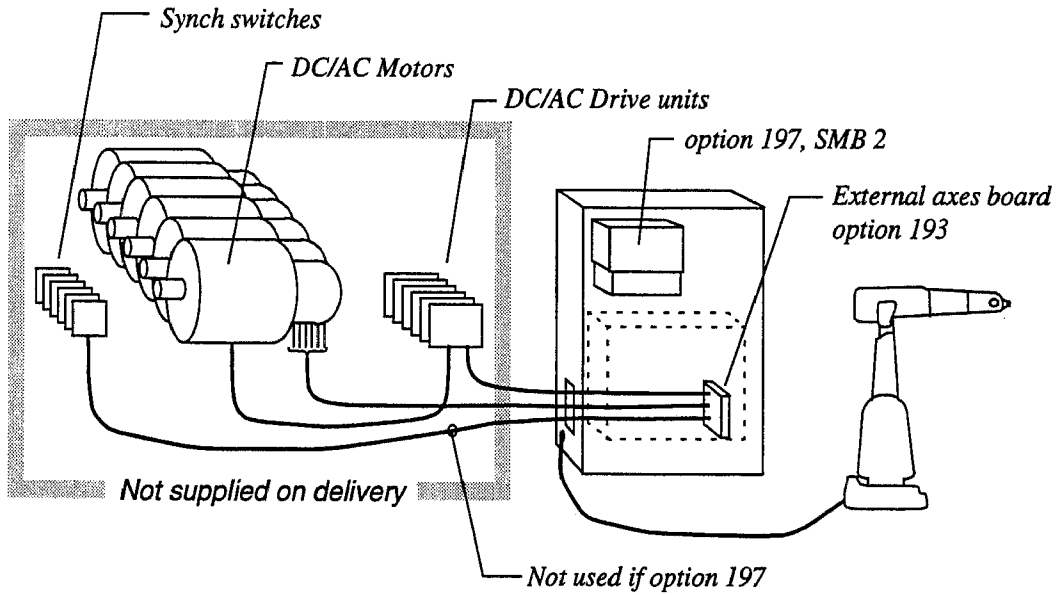 Synch switches
DC/AC Motors
DC/AC Drive units
option 197, SMB 2
External axes board
option 193
Not supplied on delivery
Not used if option 197